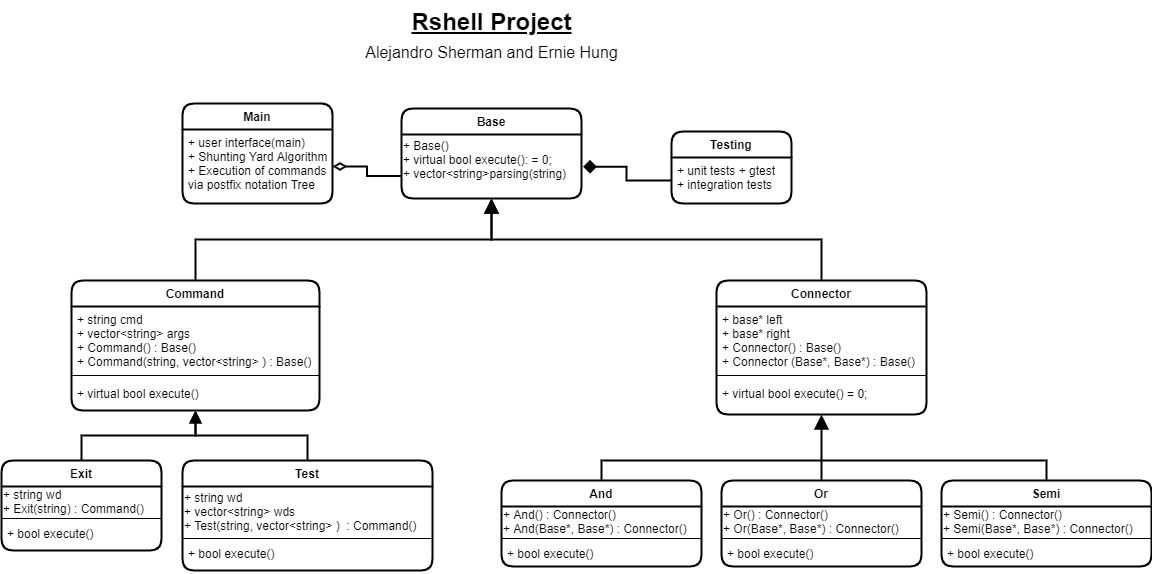 Rshell Project
Alejandro Sherman and Ernie Hung
Main
+ user interface(main)
+ Shunting Yard Algorithm
+ Execution of commands
via postfix notation Tree
Base
+ Base()
+ virtual bool execute(): = 0;
+ vector<string>parsing(string)
Testing
+ unit tests + gtest
+ integration tests
Command
+ string cmd
+ vector<string> args
+ Command() : Base()
+ Command(string, vector<string> ) : Base()
+ virtual bool execute()
Connector
+ base* left
+ base* right
+ Connector() : Base()
+ Connector (Base*, Base*) : Base()
+ virtual bool execute() = 0;
Exit
+ string wd
+ Exit(string) : Command()
+ bool execute()
Test
+ string wd
+ vector<string> wds
+ Test(string, vector<string> ) : Command()
+ bool execute()
And
+ And() : Connector()
+ And(Base*, Base*) : Connector()
+ bool execute()
Or
+ Or() : Connector()
+ Or(Base*, Base*) : Connector()
+ bool execute()
Semi
+ Semi() : Connector()
+ Semi(Base*, Base*) : Connector()
+ bool execute()